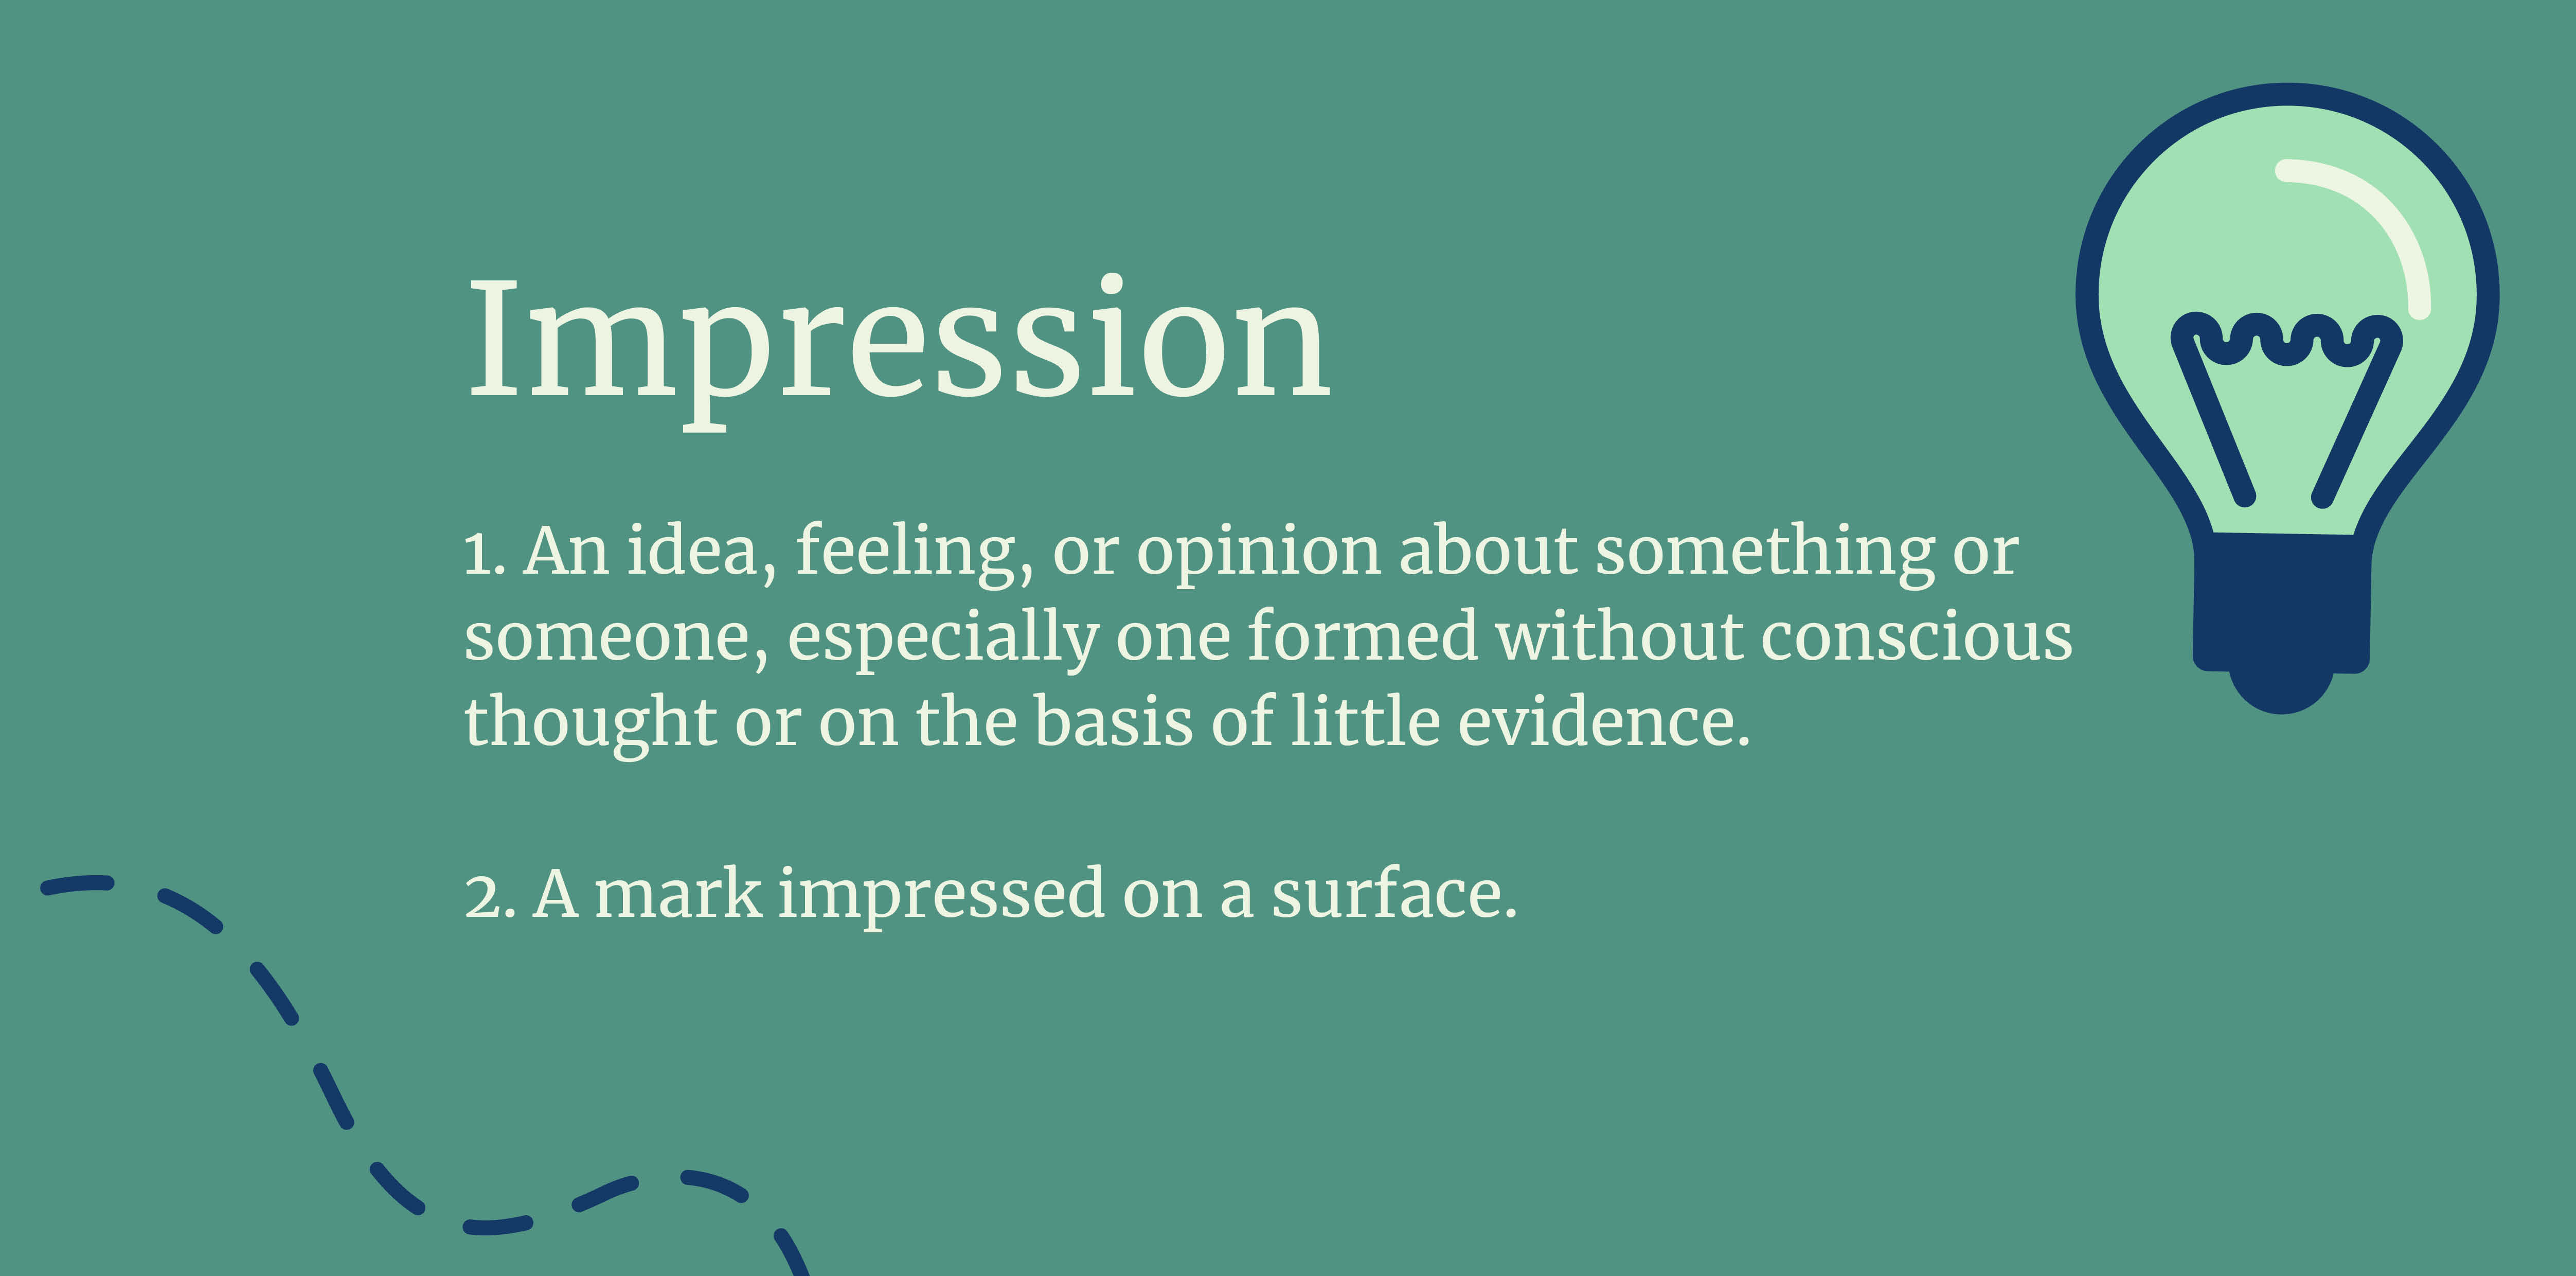 Impression
1. An idea, feeling, or opinion about something or
someone, especially one formed without conscious
thought or on the basis of little evidence.
2. A mark impressed on a surface.